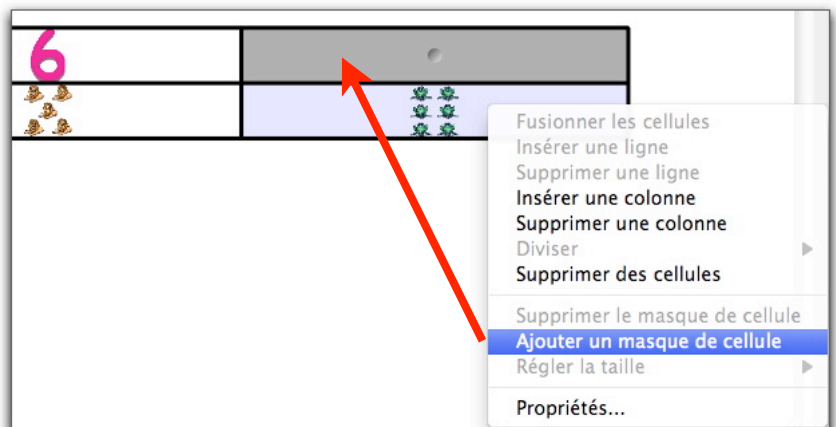 6
Fusionner les cellules
Insérer une ligne
Supprimer une ligne
Insérer une colonne
Supprimer une colonne
Diviser
Supprimer des cellules
Supprimer le masque de cellule
Ajouter un masque de cellule
Régler la taille
Propriétés...